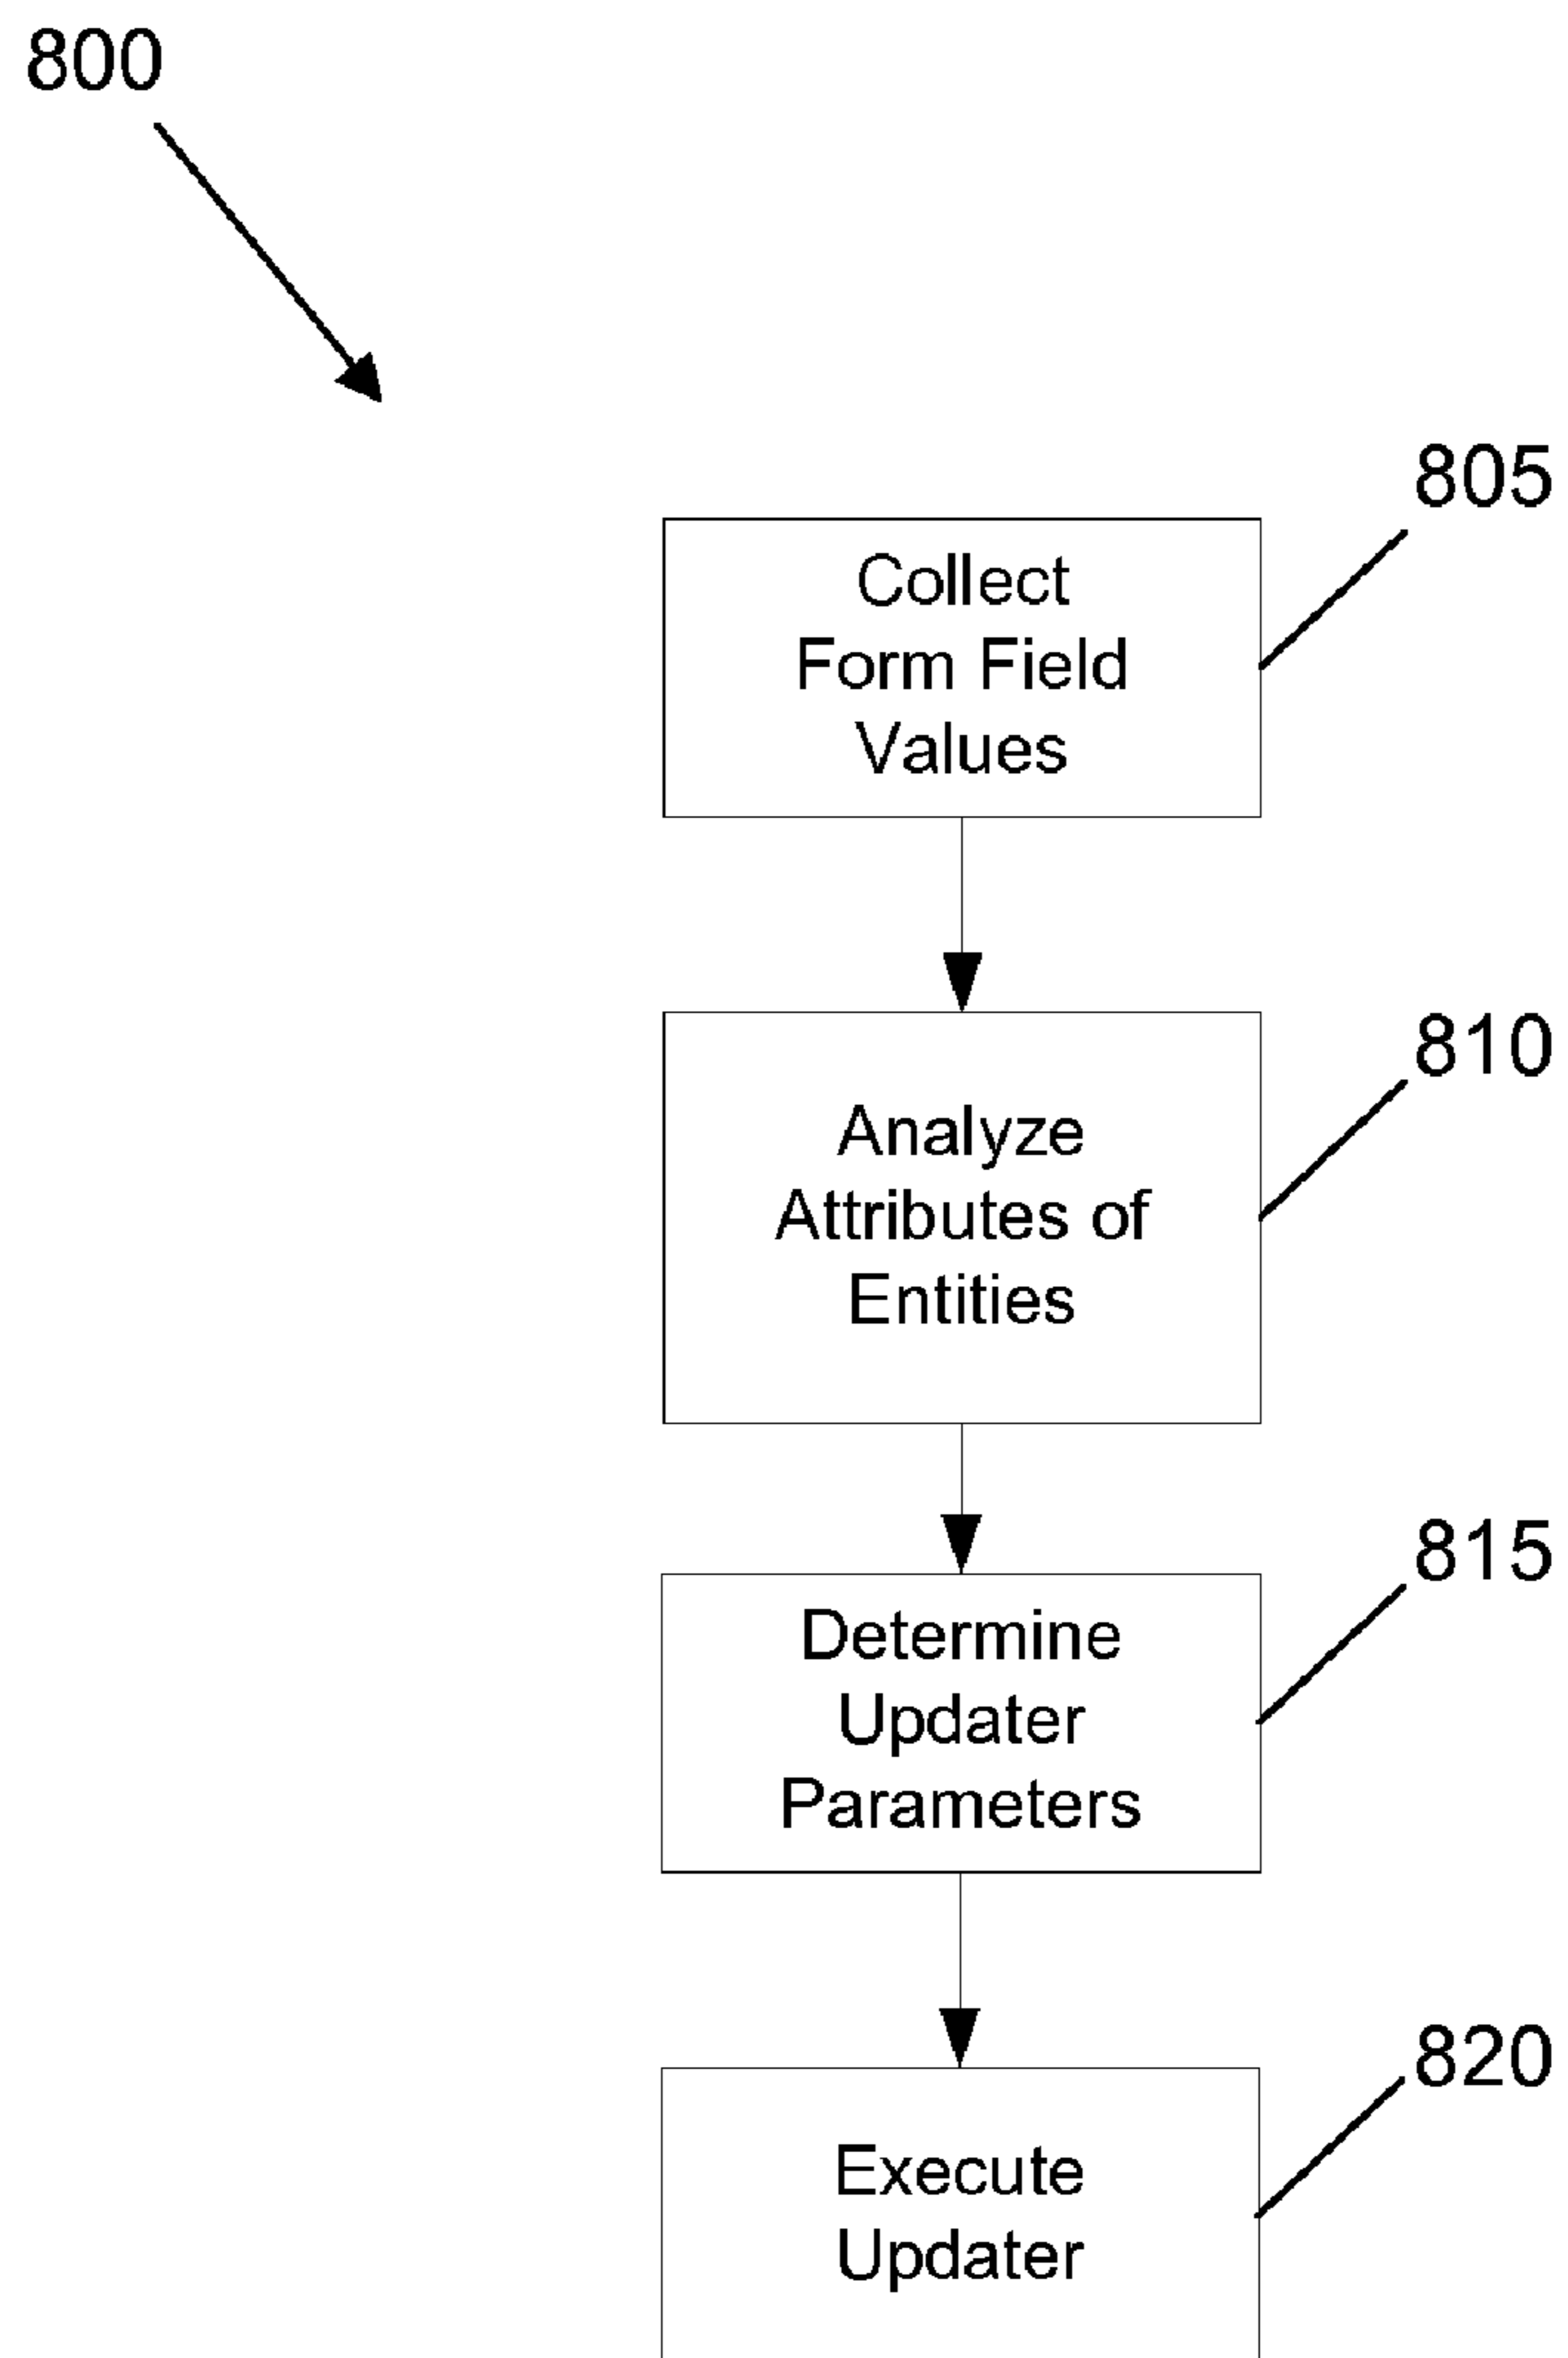 800
805
Collect
Form Field
Values
810
Analyze
Attributes of
Entities
815
Determine
Updater
Parameters
820
Execute
Updater